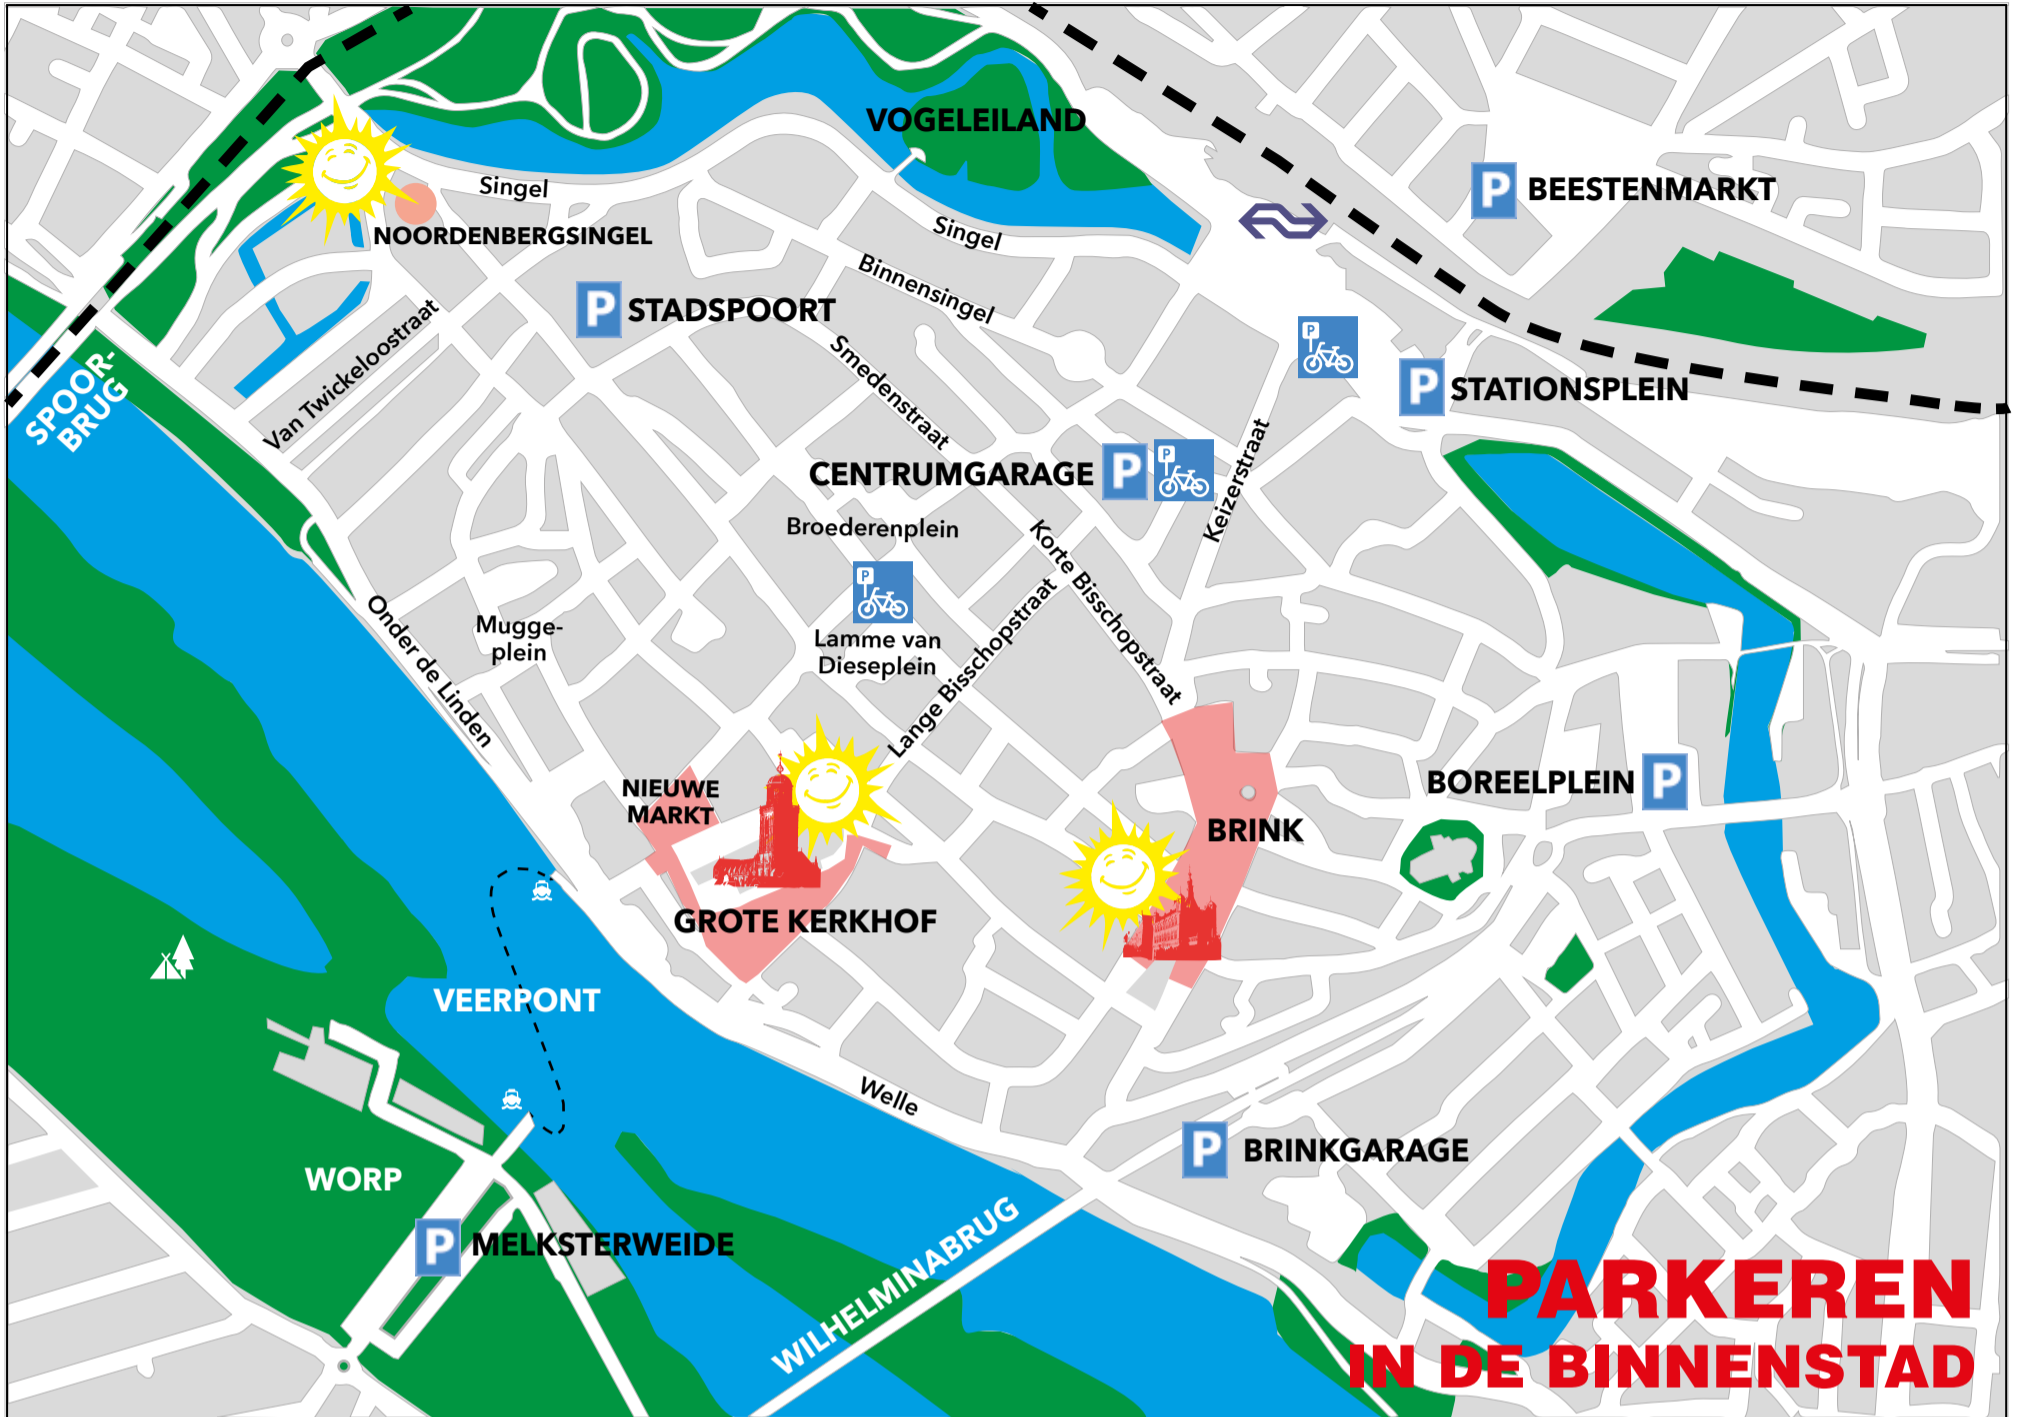 VOGELEILAND
P BEESTENMARKT
Singel
NOORDENBERGSINGEL
Singel
Binnensingel
P STADSPOORT
Van Twickeloostraat
Smedenstraat
P
P STATIONSPLEIN
SPOOR-
BRUG
CENTRUMGARAGE P P
Keizerstraat
Broederenplein
Korte Bisschopstraat
P
Lange Bisschopstraat
Onder de Linden
Mugge-
plein
Lamme van
Dieseplein
NIEUWE
MARKT
BOREELPLEIN P
BRINK
GROTE KERKHOF
VEERPONT
Welle
P BRINKGARAGE
WORP
P MELKSTERWEIDE
WILHELMINABRUG
PARKEREN
IN DE BINNENSTAD